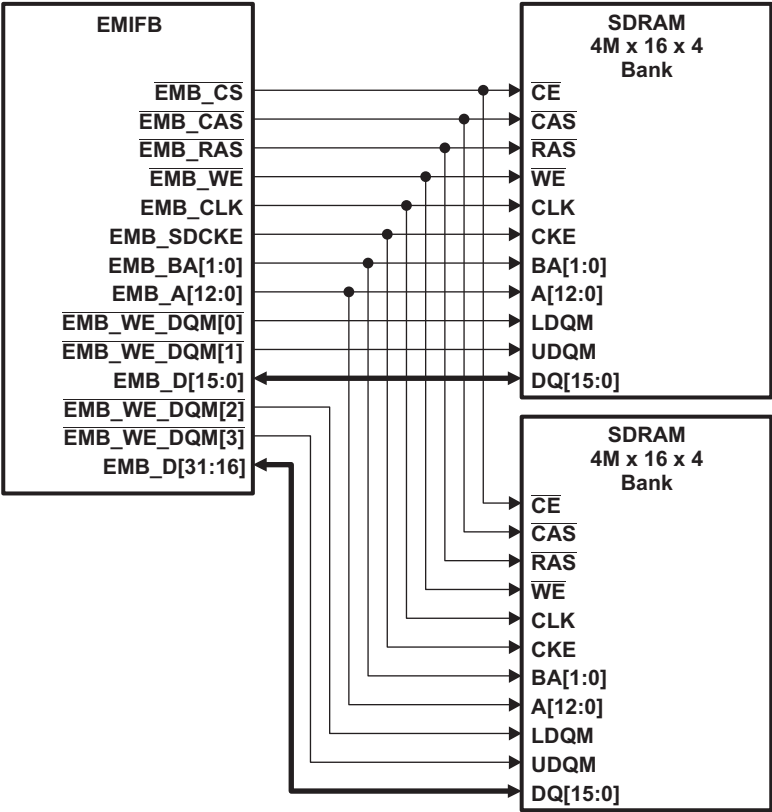 EMIFB
EMB_CS
EMB_CAS
EMB_RAS
EMB_WE
EMB_CLK
EMB_SDCKE
EMB_BA[1:0]
EMB_A[12:0]
EMB_WE_DQM[0]
EMB_WE_DQM[1]
EMB_D[15:0]
EMB_WE_DQM[2]
EMB_WE_DQM[3]
EMB_D[31:16]
SDRAM
4M x 16 x 4
Bank
CE
CAS
RAS
WE
CLK
CKE
BA[1:0]
A[12:0]
LDQM
UDQM
DQ[15:0]
SDRAM
4M x 16 x 4
Bank
CE
CAS
RAS
WE
CLK
CKE
BA[1:0]
A[12:0]
LDQM
UDQM
DQ[15:0]